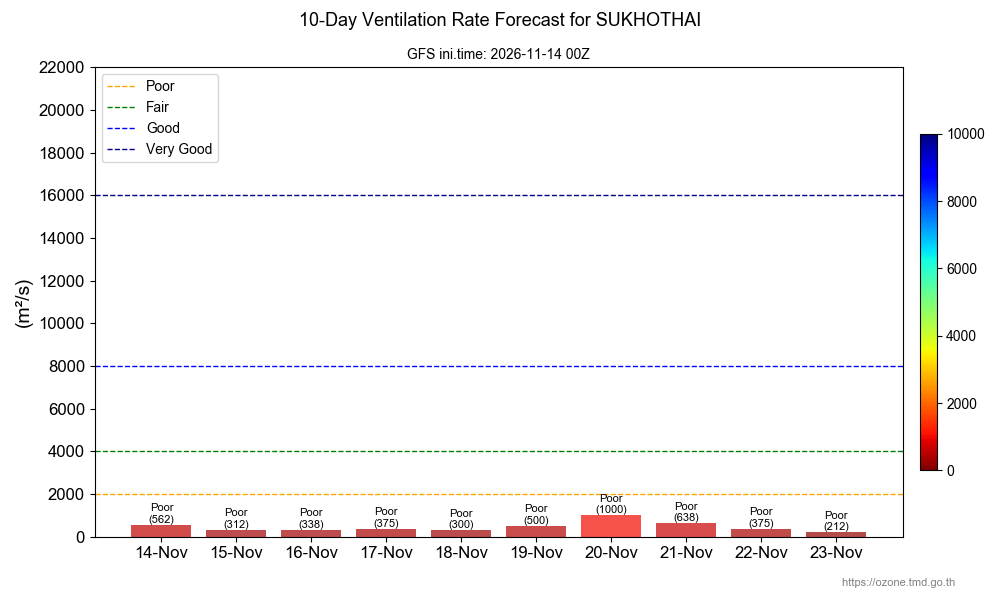 10-Day Ventilation Rate Forecast for SUKHOTHAI
GFS ini.time: 2026-11-14 00Z
(m²/s)
22000
20000
18000
16000
14000
12000
10000
8000
6000
4000
2000
0
Poor
Fair
Good
Very Good
Poor
(562)
Poor
(312)
Poor
(338)
Poor
(375)
Poor
(300)
Poor
(500)
Poor
(1000)
Poor
(638)
Poor
(375)
Poor
(212)
14-Nov
15-Nov
16-Nov
17-Nov
18-Nov
19-Nov
20-Nov
21-Nov
22-Nov
23-Nov
10000
8000
6000
4000
2000
0
https://ozone.tmd.go.th